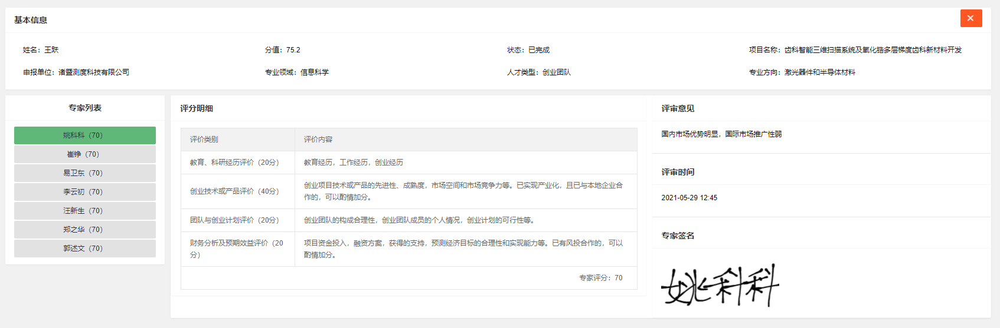 基本信息
×
姓名：王跃
分值：75.2
状态：已完成
项目名称：齿科智能三维扫描系统及氧化锆多层梯度齿科新材料开发
申报单位：诸暨测度科技有限公司
专业领域：信息科学
人才类型：创业团队
专业方向：激光器件和半导体材料
专家列表
姚科科（70）
崔铮（70）
易卫东（70）
李云初（70）
汪新生（70）
郑之华（70）
郭述文（70）
评分明细
评价类别
评价内容
教育、科研经历评价（20分）
教育经历，工作经历，创业经历
创业技术或产品评价（40分）
创业项目技术或产品的先进性、成熟度，市场空间和市场竞争力等。已实现产业化，且已与本地企业合
作的，可以酌情加分。
团队与创业计划评价（20分）
创业团队的构成合理性，创业团队成员的个人情况，创业计划的可行性等。
财务分析及预期效益评价（20
分）
项目资金投入，融资方案，获得的支持，预测经济目标的合理性和实现能力等。已有风投合作的，可以
酌情加分。
专家评分：70
评审意见
国内市场优势明显，国际市场推广性弱
评审时间
2021-05-29 12:45
专家签名
姚科科